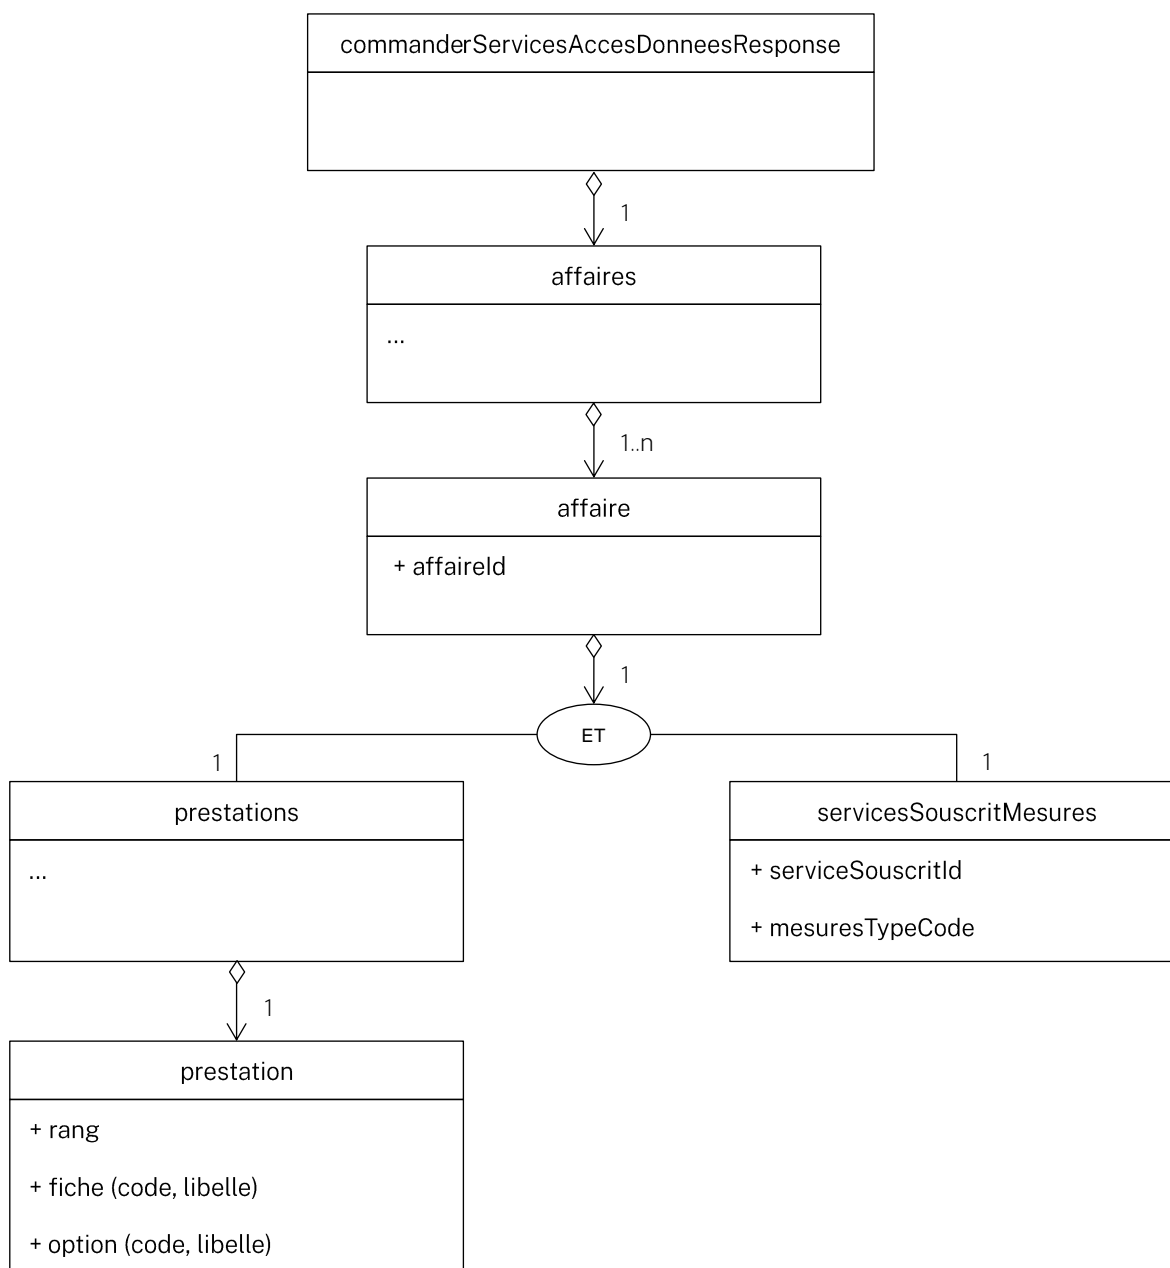 commanderServicesAccesDonneesResponse
1
affaires
...
1..n
affaire
+ affaireId
1
ET
1
1
prestations
servicesSouscritMesures
...
+ serviceSouscritId
+ mesuresTypeCode
1
prestation
+ rang
+ fiche (code, libelle)
+ option (code, libelle)